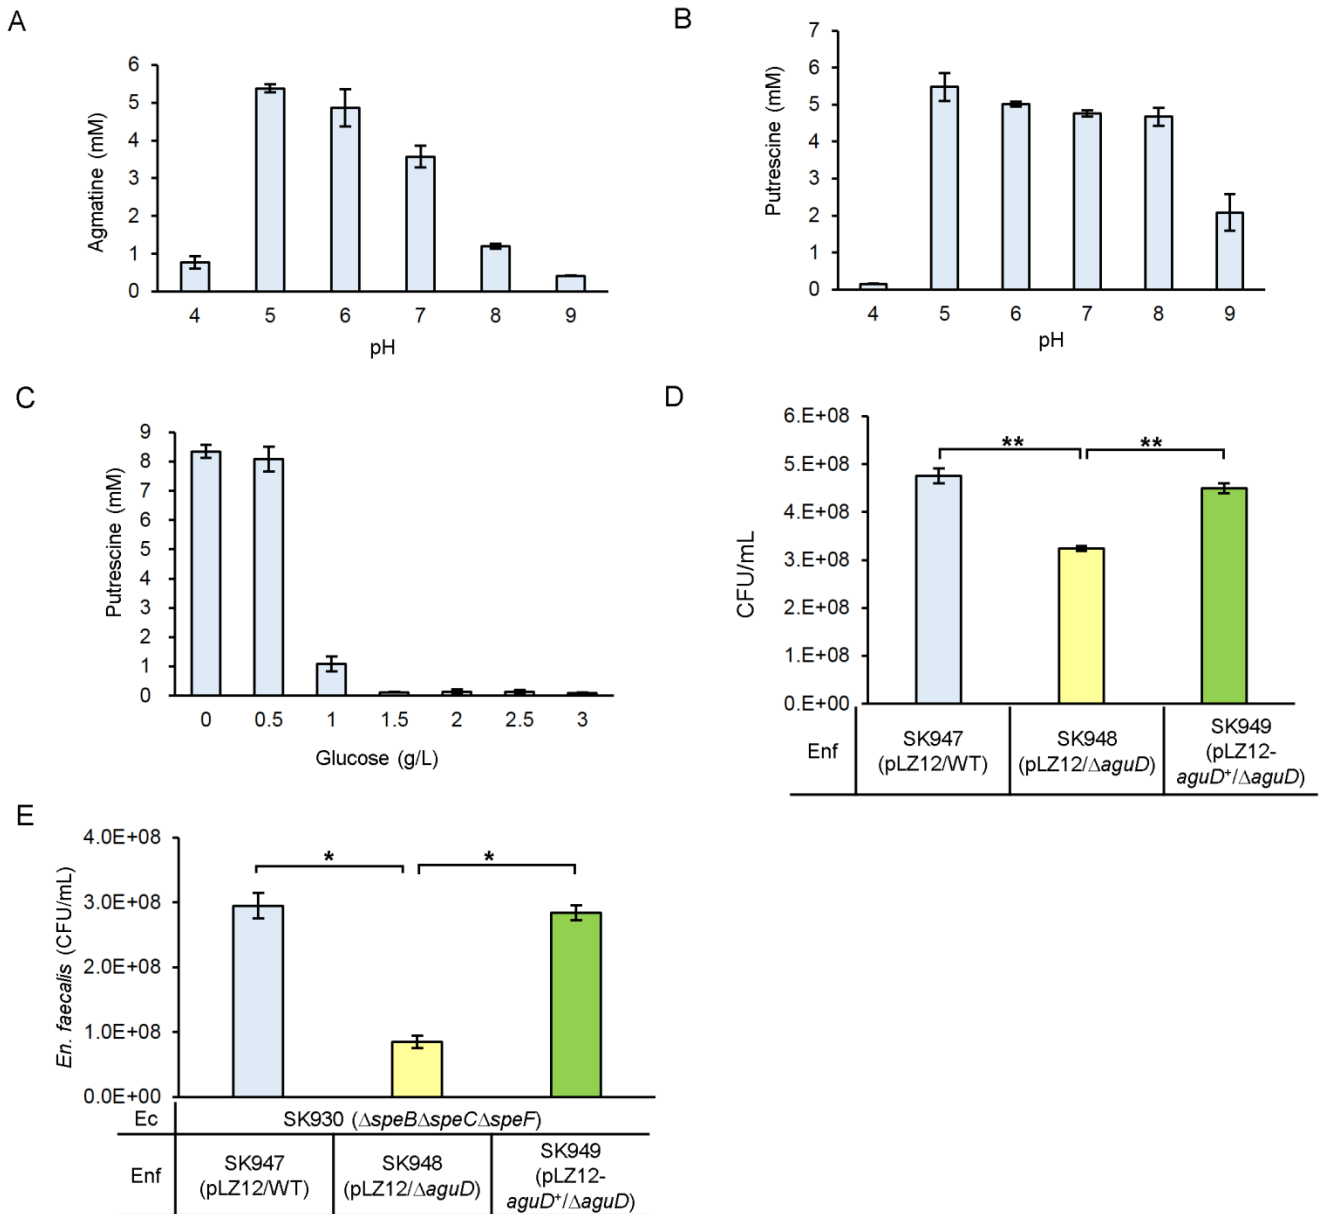 A
Agmatine (mM)
6
5
4
3
2
1
0
4 5 6 7 8 9
pH
B
Putrescine (mM)
7
6
5
4
3
2
1
0
4 5 6 7 8 9
pH
C
Putrescine (mM)
9
8
7
6
5
4
3
2
1
0
0 0.5 1 1.5 2 2.5 3
Glucose (g/L)
D
CFU/mL
6.E+08
5.E+08
4.E+08
3.E+08
2.E+08
1.E+08
0.E+00
** **
Enf
SK947
(pLZ12/WT)
SK948
(pLZ12/ΔaguD)
SK949
(pLZ12-
aguD⁺/ΔaguD)
E
En. faecalis (CFU/mL)
4.0E+08
3.0E+08
2.0E+08
1.0E+08
0.0E+00
* *
Ec SK930 (ΔspeBΔspeCΔspeF)
Enf
SK947
(pLZ12/WT)
SK948
(pLZ12/ΔaguD)
SK949
(pLZ12-
aguD⁺/ΔaguD)